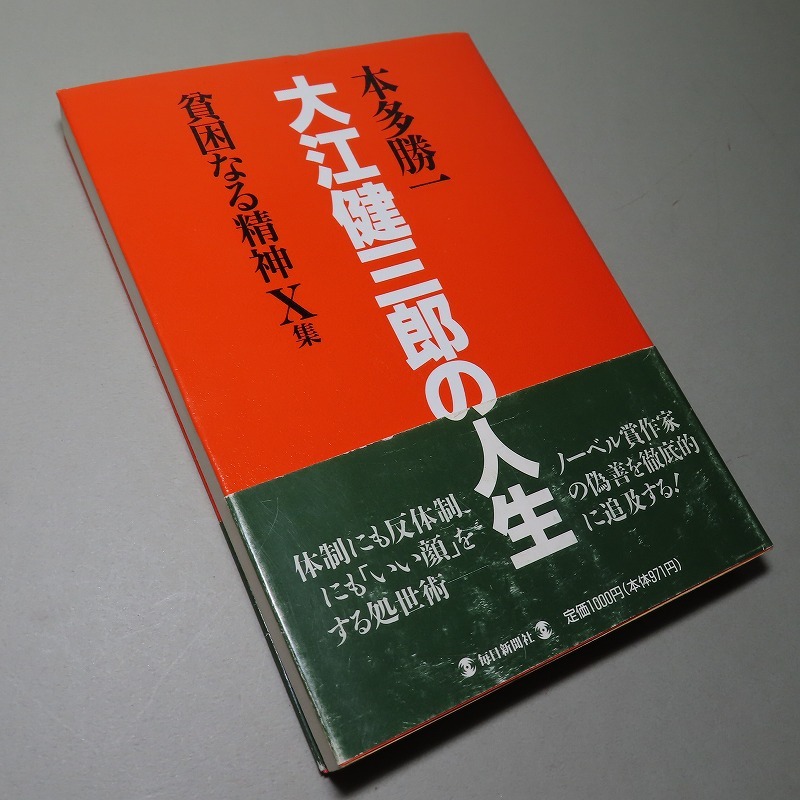 本多勝一
大江健三郎の人生
貧困なる精神X集
ノーベル賞作家
の偽善を徹底的
に追及する!
体制にも反体制
にも「いい顔」を
する処世術
定価1000円(本体971円)
毎日新聞社